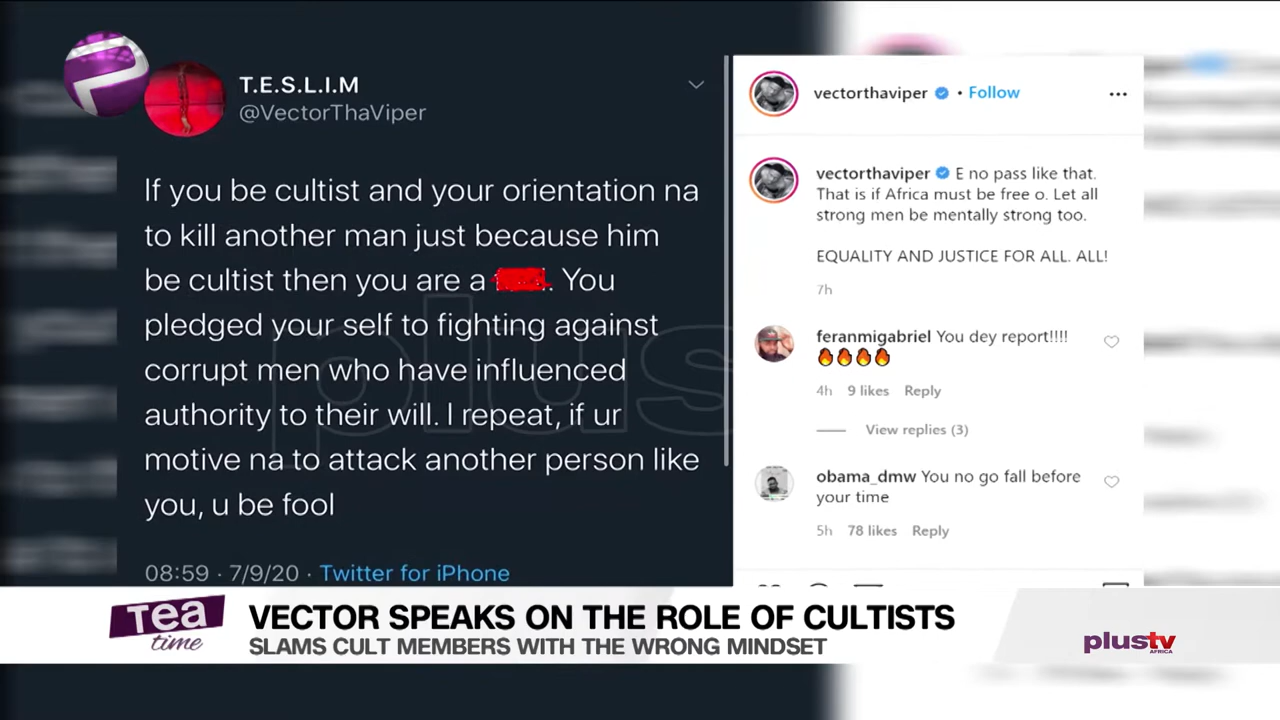 T.E.S.L.I.M
@VectorThaViper
If you be cultist and your orientation na
to kill another man just because him
be cultist then you are a . You
pledged your self to fighting against
corrupt men who have influenced
authority to their will. I repeat, if ur
motive na to attack another person like
you, u be fool
08:59 · 7/9/20 · Twitter for iPhone
vectorthaviper • Follow
vectorthaviper E no pass like that.
That is if Africa must be free o. Let all
strong men be mentally strong too.
EQUALITY AND JUSTICE FOR ALL. ALL!
7h
feranmigabriel You dey report!!!!
🔥🔥🔥🔥
4h 9 likes Reply
View replies (3)
obama_dmw You no go fall before
your time
5h 78 likes Reply
plus
Tea
time
VECTOR SPEAKS ON THE ROLE OF CULTISTS
SLAMS CULT MEMBERS WITH THE WRONG MINDSET
plustv
AFRICA